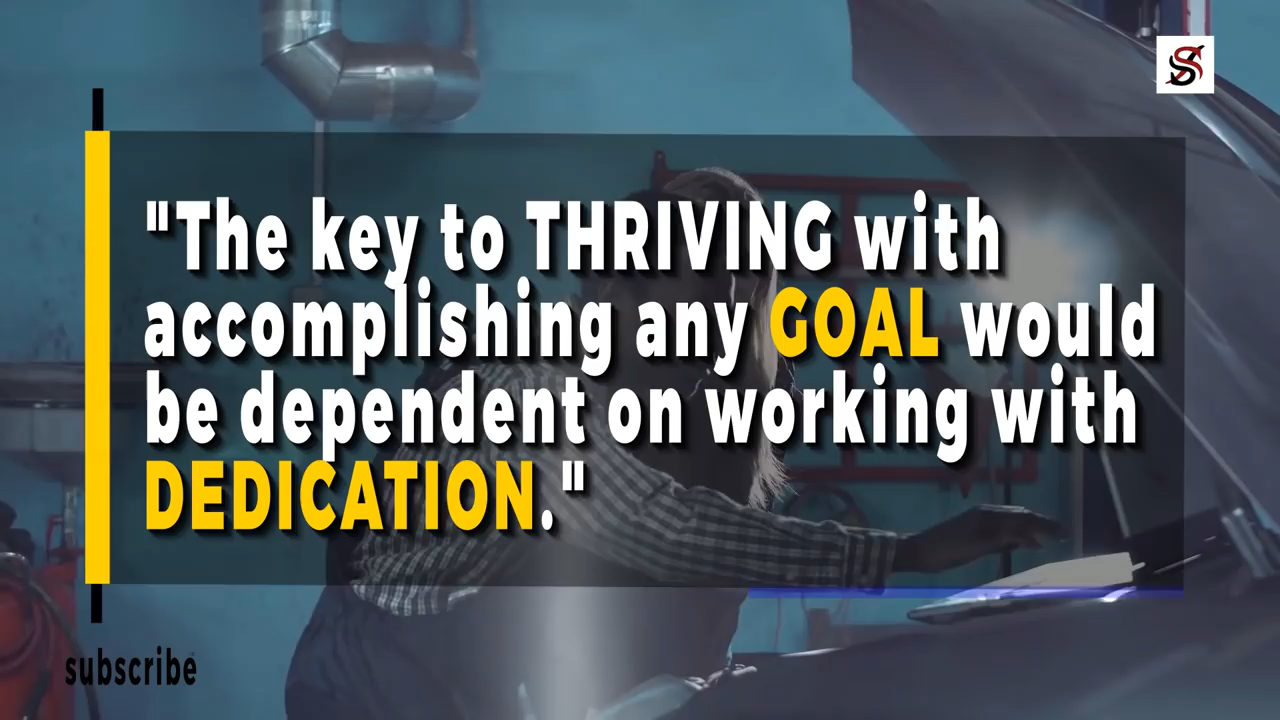 "The key to THRIVING with
accomplishing any GOAL would
be dependent on working with
DEDICATION."
subscribe